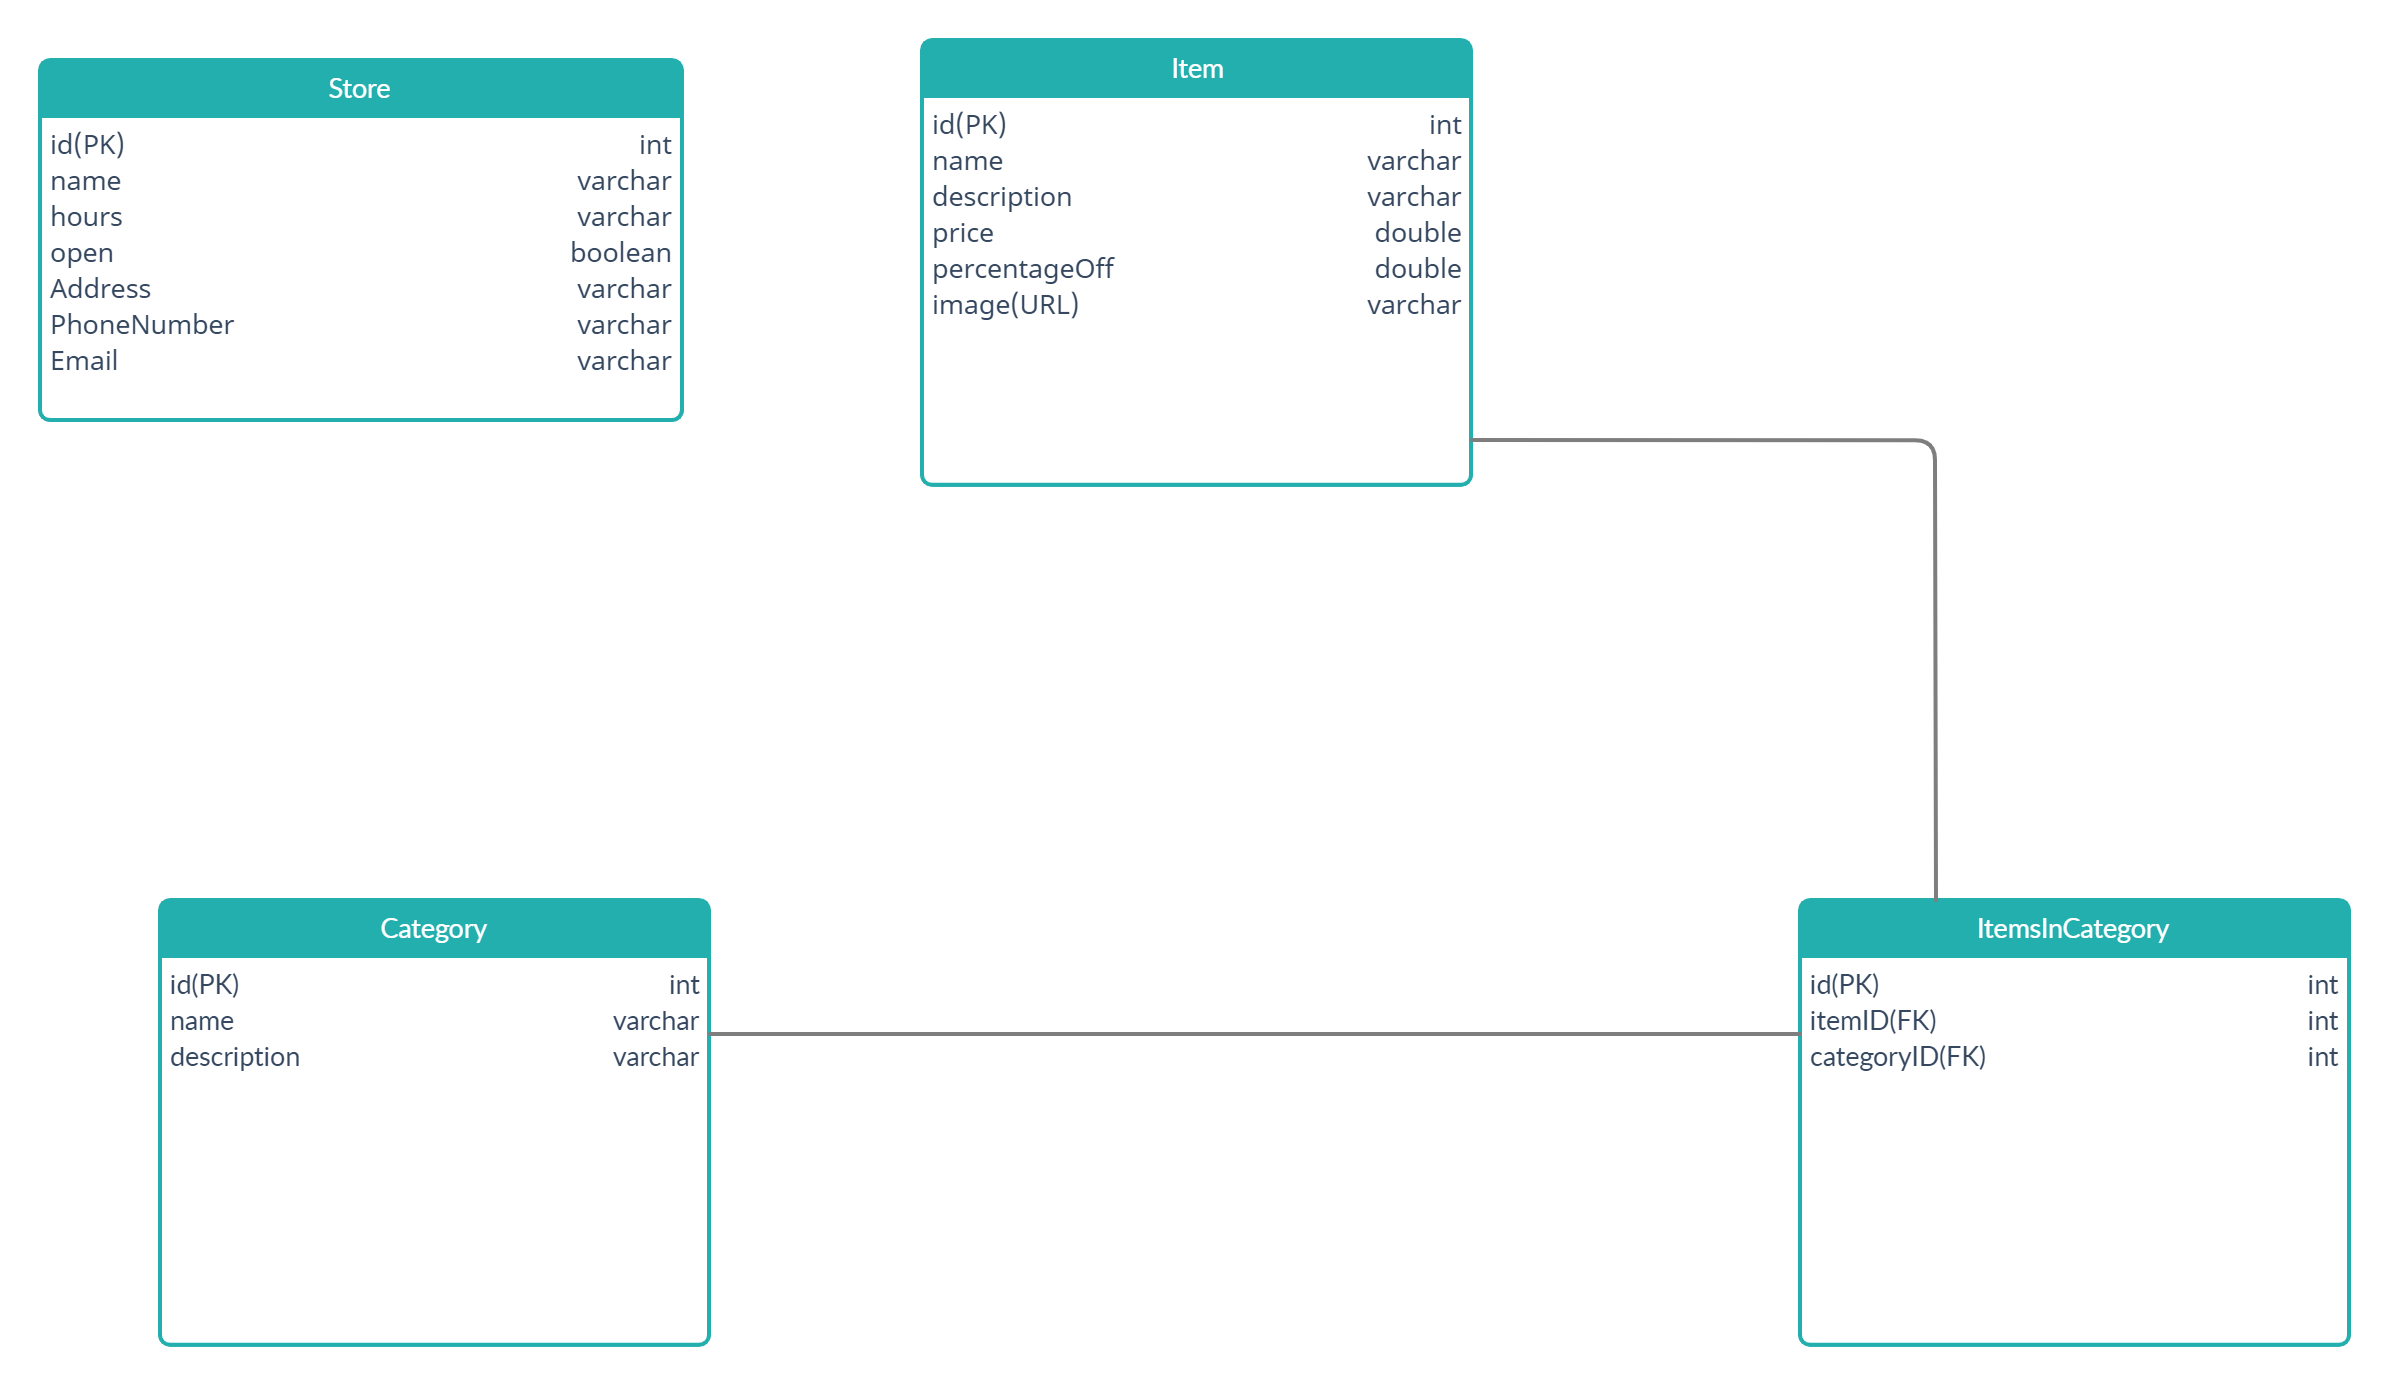 Store
id(PK) int
name varchar
hours varchar
open boolean
Address varchar
PhoneNumber varchar
Email varchar
Item
id(PK) int
name varchar
description varchar
price double
percentageOff double
image(URL) varchar
Category
id(PK) int
name varchar
description varchar
ItemsInCategory
id(PK) int
itemID(FK) int
categoryID(FK) int